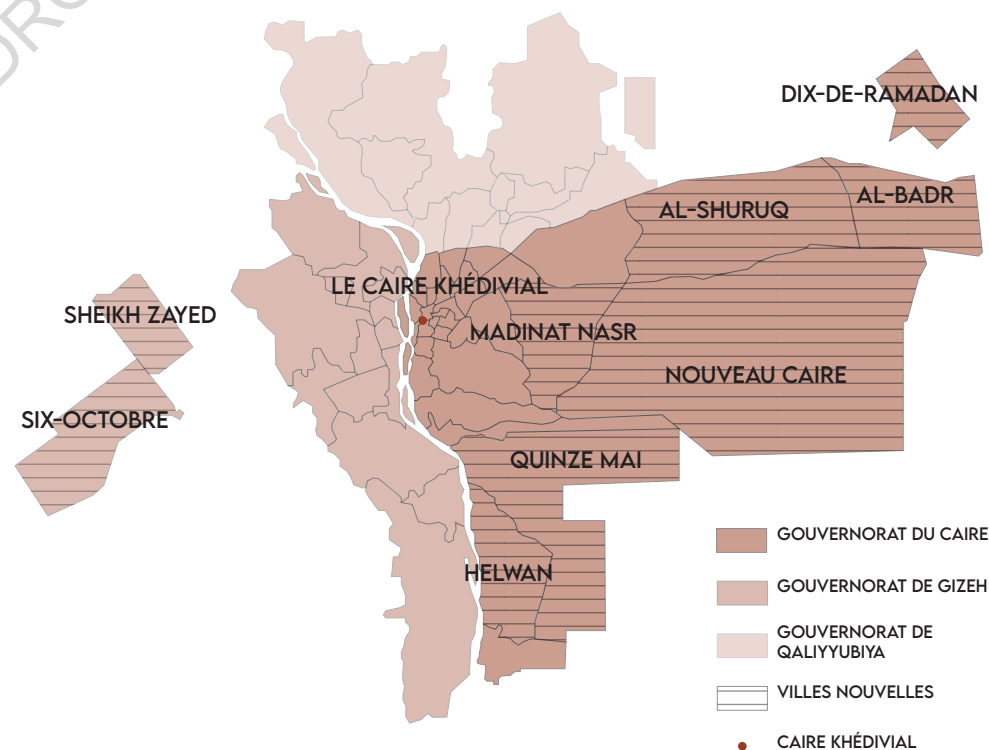 DIX-DE-RAMADAN
AL-BADR
AL-SHURUQ
LE CAIRE KHÉDIVIAL
SHEIKH ZAYED
MADINAT NASR
NOUVEAU CAIRE
SIX-OCTOBRE
QUINZE MAI
HELWAN
GOUVERNORAT DU CAIRE
GOUVERNORAT DE GIZEH
GOUVERNORAT DE
QALIYYUBIYA
VILLES NOUVELLES
CAIRE KHÉDIVIAL